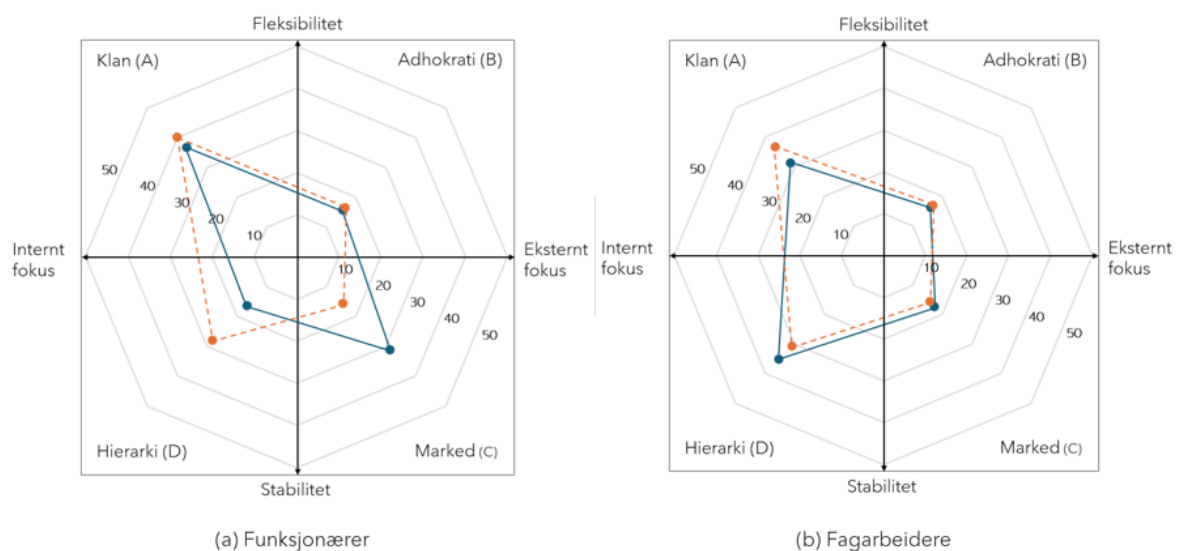 Fleksibilitet
Klan (A)
Adhokrati (B)
50
40
30
20
10
Internt
fokus
Eksternt
fokus
10
20
30
40
50
Hierarki (D)
Marked (C)
Stabilitet
(a) Funksjonærer
Fleksibilitet
Klan (A)
Adhokrati (B)
50
40
30
20
10
Internt
fokus
Eksternt
fokus
10
20
30
40
50
Hierarki (D)
Marked (C)
Stabilitet
(b) Fagarbeidere